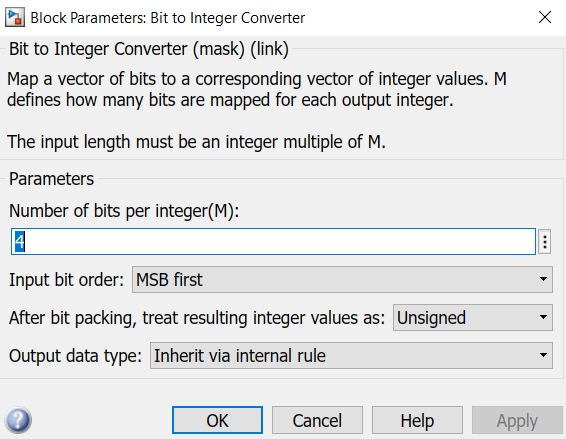 Block Parameters: Bit to Integer Converter
Bit to Integer Converter (mask) (link)
Map a vector of bits to a corresponding vector of integer values. M
defines how many bits are mapped for each output integer.
The input length must be an integer multiple of M.
Parameters
Number of bits per integer(M):
4
Input bit order: MSB first
After bit packing, treat resulting integer values as: Unsigned
Output data type: Inherit via internal rule
? OK Cancel Help Apply